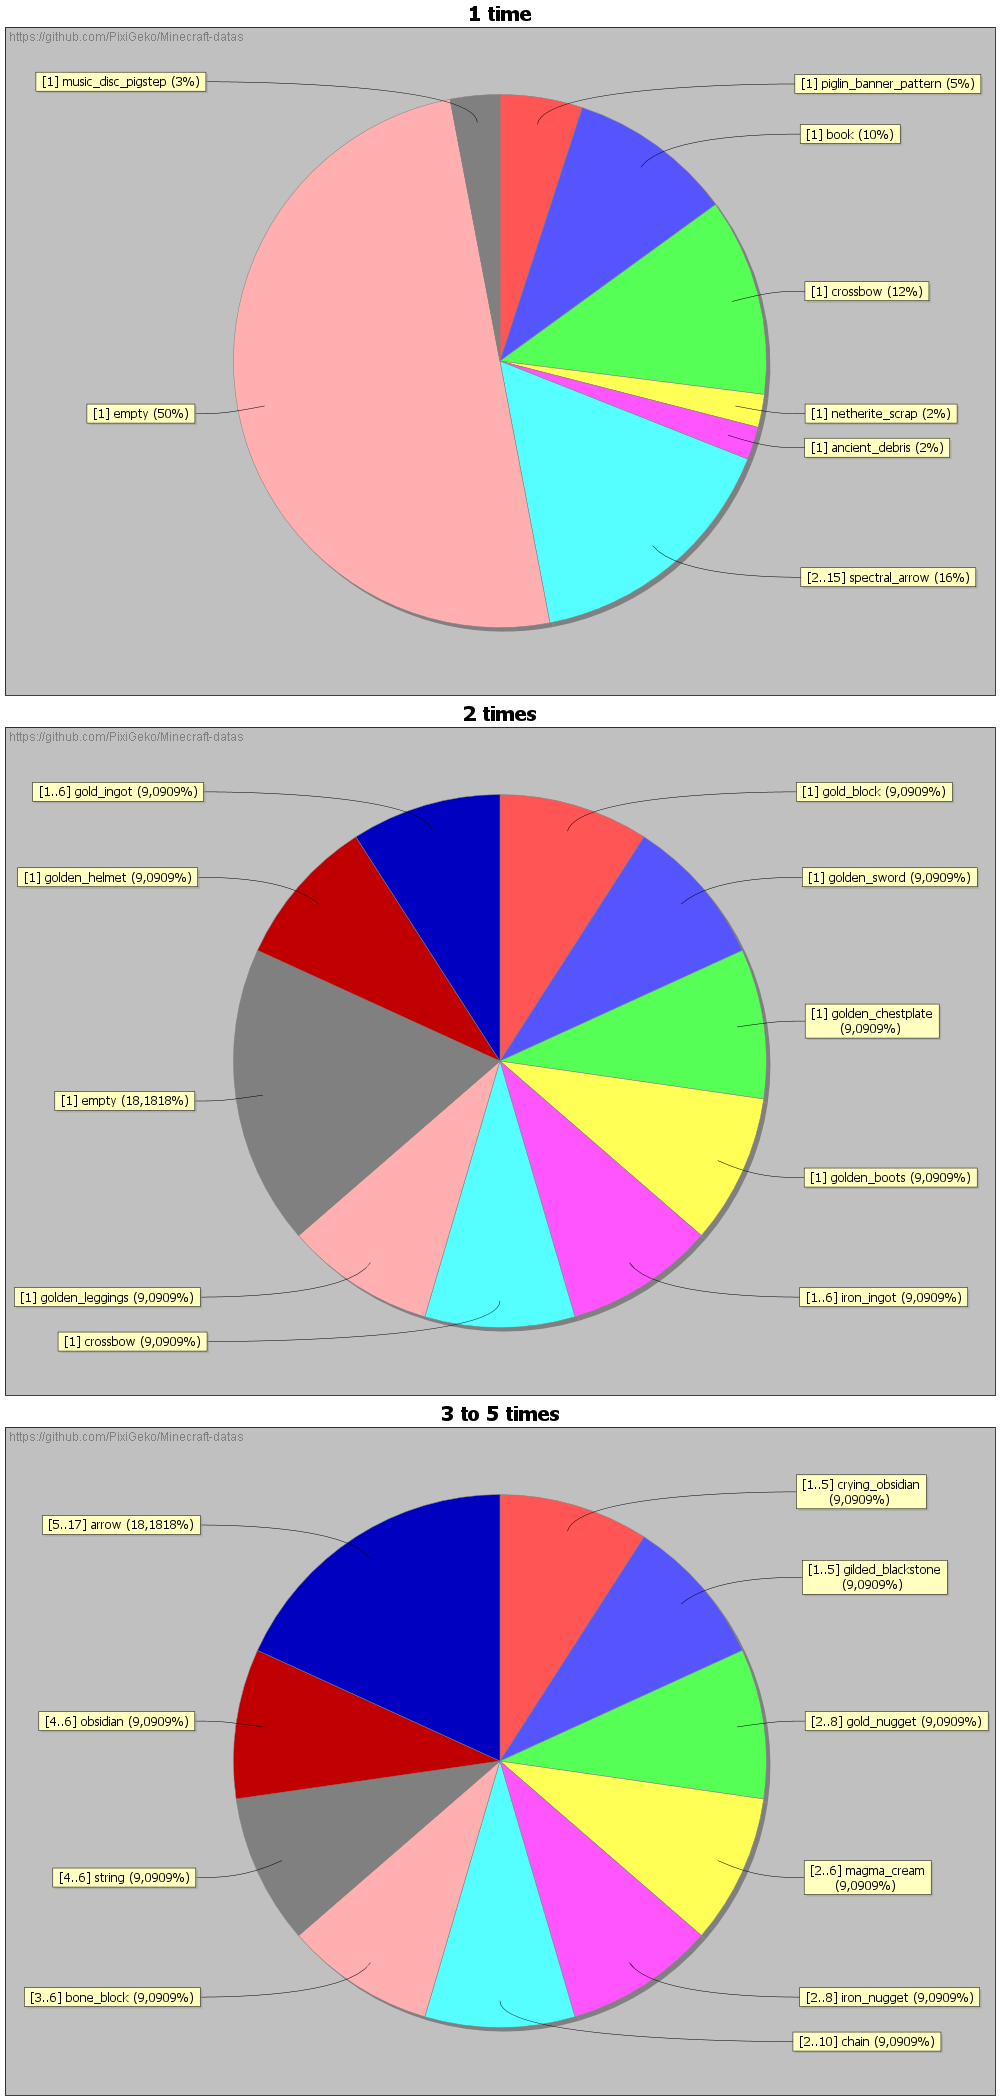 1 time
https://github.com/PixiGeko/Minecraft-datas
[1] music_disc_pigstep (3%)
[1] piglin_banner_pattern (5%)
[1] book (10%)
[1] crossbow (12%)
[1] empty (50%)
[1] netherite_scrap (2%)
[1] ancient_debris (2%)
[2..15] spectral_arrow (16%)
2 times
https://github.com/PixiGeko/Minecraft-datas
[1..6] gold_ingot (9,0909%)
[1] gold_block (9,0909%)
[1] golden_helmet (9,0909%)
[1] golden_sword (9,0909%)
[1] golden_chestplate
(9,0909%)
[1] empty (18,1818%)
[1] golden_boots (9,0909%)
[1] golden_leggings (9,0909%)
[1..6] iron_ingot (9,0909%)
[1] crossbow (9,0909%)
3 to 5 times
https://github.com/PixiGeko/Minecraft-datas
[1..5] crying_obsidian
(9,0909%)
[5..17] arrow (18,1818%)
[1..5] gilded_blackstone
(9,0909%)
[4..6] obsidian (9,0909%)
[2..8] gold_nugget (9,0909%)
[4..6] string (9,0909%)
[2..6] magma_cream
(9,0909%)
[3..6] bone_block (9,0909%)
[2..8] iron_nugget (9,0909%)
[2..10] chain (9,0909%)